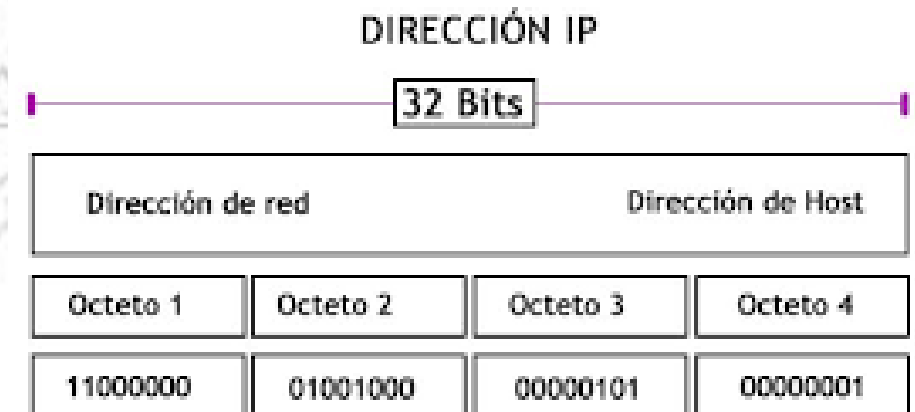 DIRECCIÓN IP
32 Bits
Dirección de red Dirección de Host
Octeto 1 Octeto 2 Octeto 3 Octeto 4
11000000 01001000 00000101 00000001